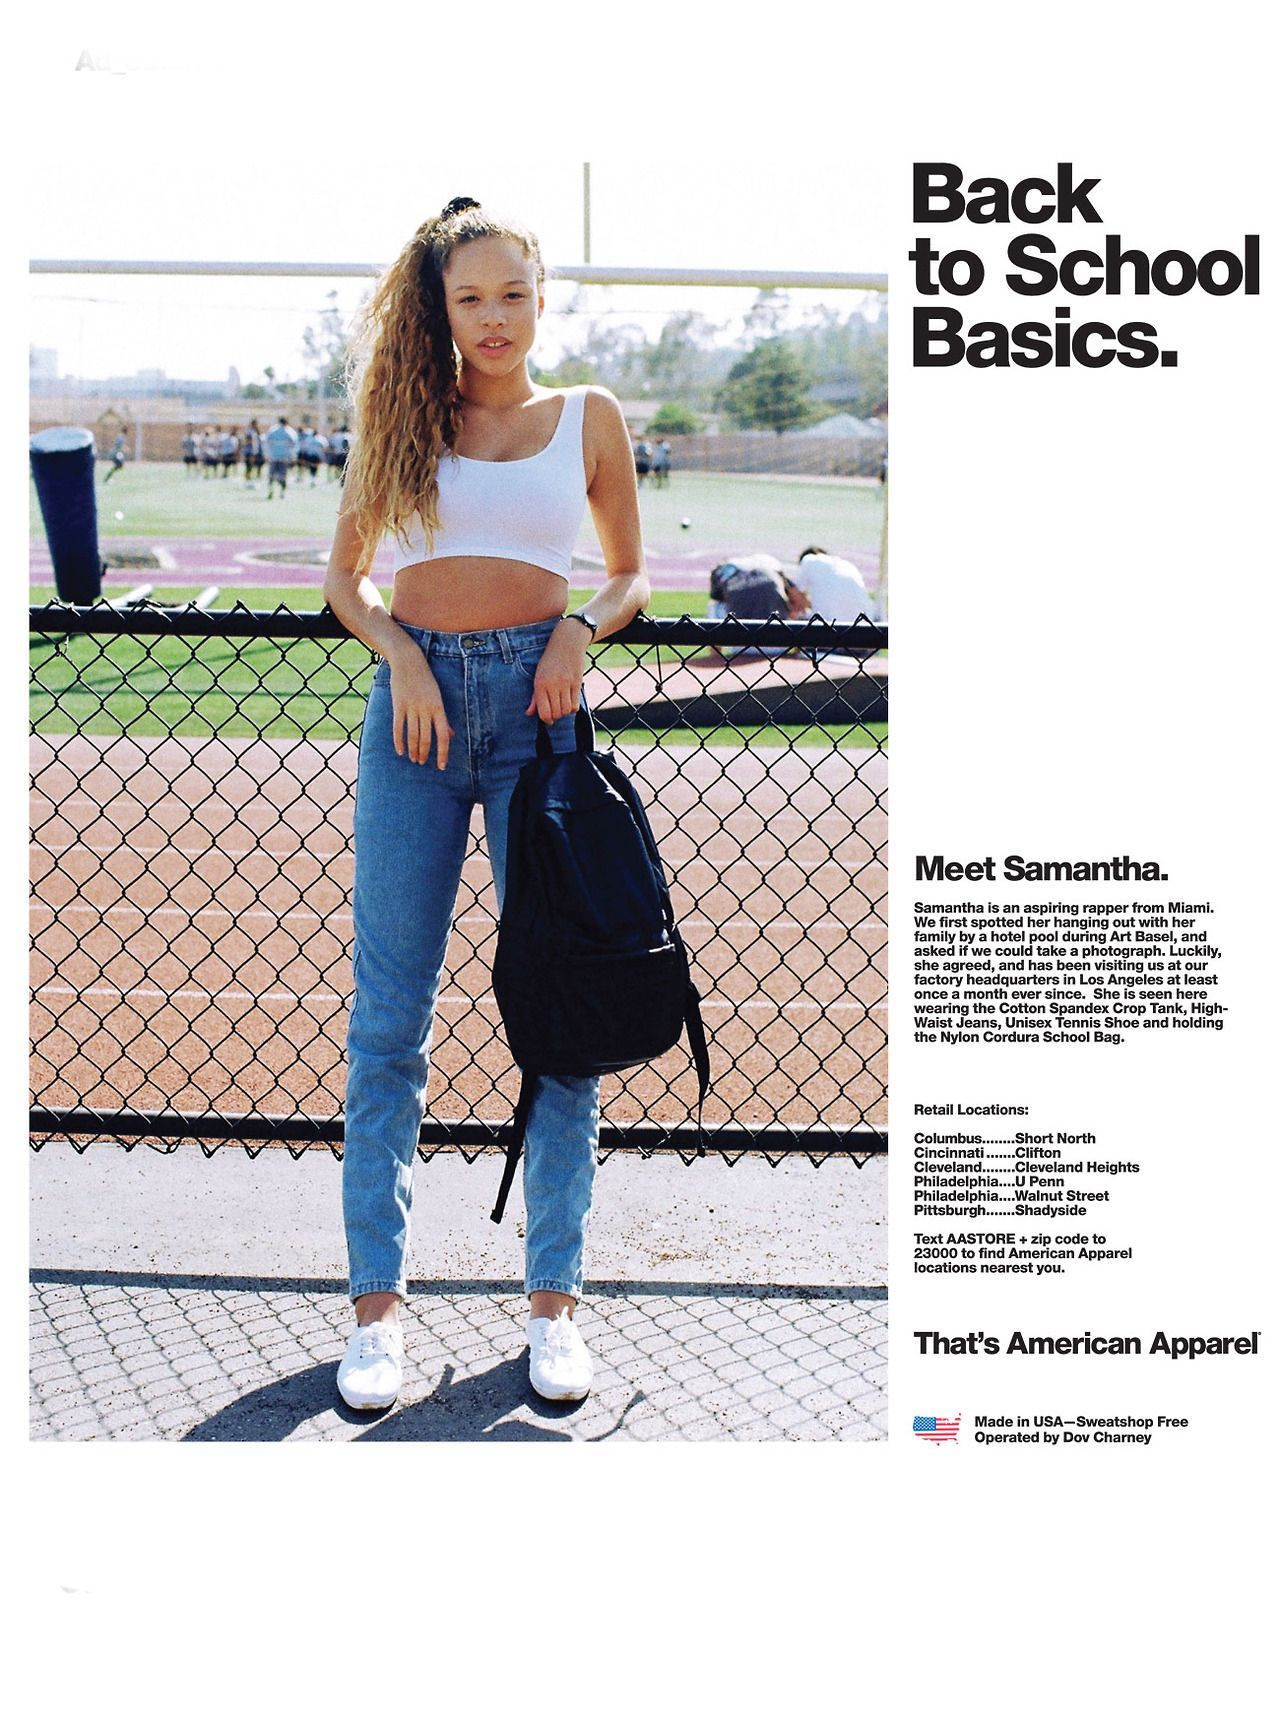 Back
to School
Basics.
Meet Samantha.
Samantha is an aspiring rapper from Miami.
We first spotted her hanging out with her
family by a hotel pool during Art Basel, and
asked if we could take a photograph. Luckily,
she agreed, and has been visiting us at our
factory headquarters in Los Angeles at least
once a month ever since.  She is seen here
wearing the Cotton Spandex Crop Tank, High-
Waist Jeans, Unisex Tennis Shoe and holding
the Nylon Cordura School Bag.
Retail Locations:
Columbus........Short North
Cincinnati .......Clifton
Cleveland........Cleveland Heights
Philadelphia....U Penn
Philadelphia....Walnut Street
Pittsburgh.......Shadyside
Text AASTORE + zip code to
23000 to find American Apparel
locations nearest you.
That's American Apparel®
Made in USA—Sweatshop Free
Operated by Dov Charney